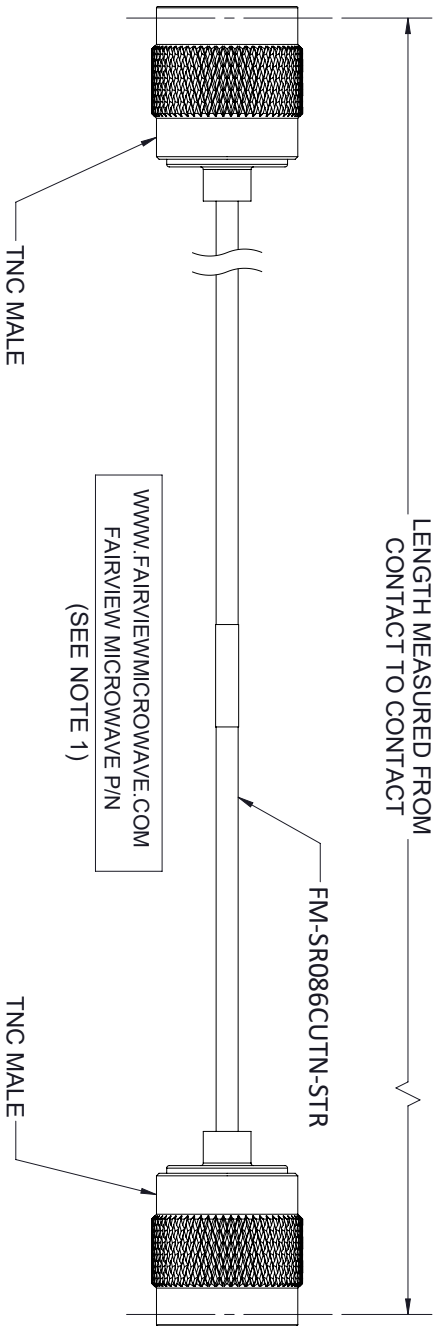 LENGTH MEASURED FROM
CONTACT TO CONTACT
FM-SR086CUTN-STR
WWW.FAIRVIEWMICROWAVE.COM
FAIRVIEW MICROWAVE P/N
(SEE NOTE 1)
TNC MALE
TNC MALE